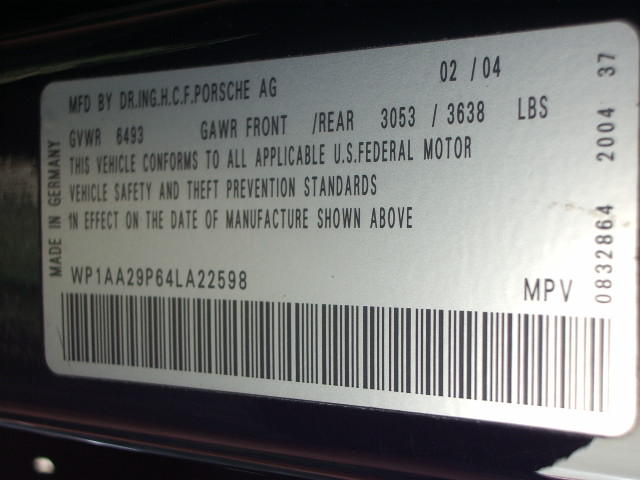 MFD BY DR.ING.H.C.F.PORSCHE AG 02 / 04
GVWR 6493 GAWR FRONT /REAR 3053 / 3638 LBS
THIS VEHICLE CONFORMS TO ALL APPLICABLE U.S.FEDERAL MOTOR
VEHICLE SAFETY AND THEFT PREVENTION STANDARDS
IN EFFECT ON THE DATE OF MANUFACTURE SHOWN ABOVE
WP1AA29P64LA22598 MPV
MADE IN GERMANY
0832864 2004 37